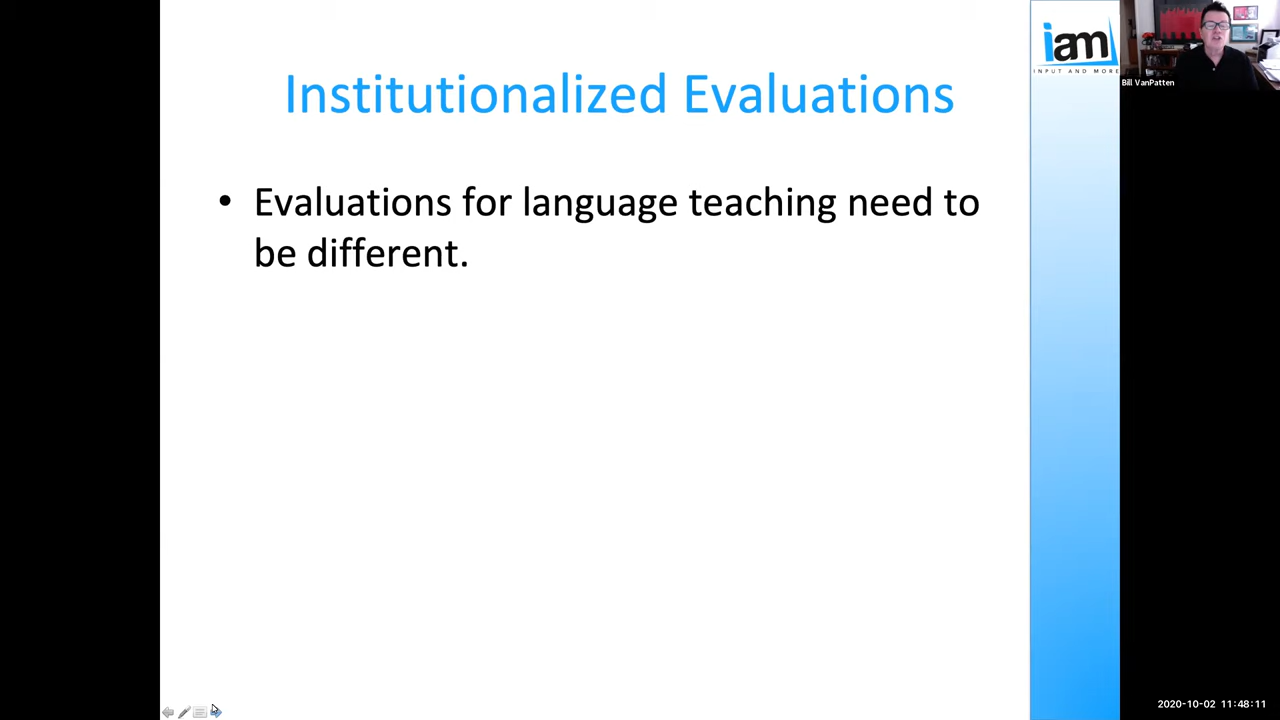 Institutionalized Evaluations
• Evaluations for language teaching need to
be different.
iam
INPUT AND MORE
Bill VanPatten
2020-10-02 11:48:11